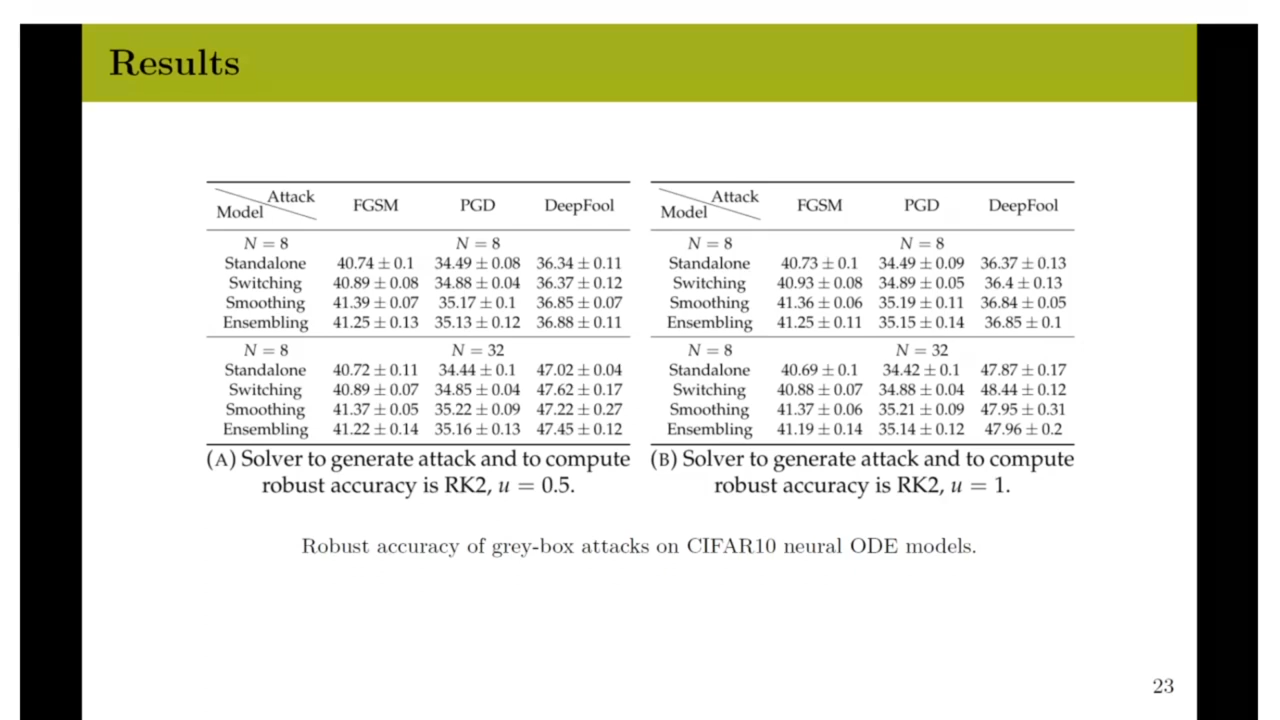 Results
Attack
Model
FGSM PGD DeepFool
N = 8 N = 8
Standalone 40.74 ± 0.1 34.49 ± 0.08 36.34 ± 0.11
Switching 40.89 ± 0.08 34.88 ± 0.04 36.37 ± 0.12
Smoothing 41.39 ± 0.07 35.17 ± 0.1 36.85 ± 0.07
Ensembling 41.25 ± 0.13 35.13 ± 0.12 36.88 ± 0.11
N = 8 N = 32
Standalone 40.72 ± 0.11 34.44 ± 0.1 47.02 ± 0.04
Switching 40.89 ± 0.07 34.85 ± 0.04 47.62 ± 0.17
Smoothing 41.37 ± 0.05 35.22 ± 0.09 47.22 ± 0.27
Ensembling 41.22 ± 0.14 35.16 ± 0.13 47.45 ± 0.12
(A) Solver to generate attack and to compute
robust accuracy is RK2, u = 0.5.
Attack
Model
FGSM PGD DeepFool
N = 8 N = 8
Standalone 40.73 ± 0.1 34.49 ± 0.09 36.37 ± 0.13
Switching 40.93 ± 0.08 34.89 ± 0.05 36.4 ± 0.13
Smoothing 41.36 ± 0.06 35.19 ± 0.11 36.84 ± 0.05
Ensembling 41.25 ± 0.11 35.15 ± 0.14 36.85 ± 0.1
N = 8 N = 32
Standalone 40.69 ± 0.1 34.42 ± 0.1 47.87 ± 0.17
Switching 40.88 ± 0.07 34.88 ± 0.04 48.44 ± 0.12
Smoothing 41.37 ± 0.06 35.21 ± 0.09 47.95 ± 0.31
Ensembling 41.19 ± 0.14 35.14 ± 0.12 47.96 ± 0.2
(B) Solver to generate attack and to compute
robust accuracy is RK2, u = 1.
Robust accuracy of grey-box attacks on CIFAR10 neural ODE models.
23